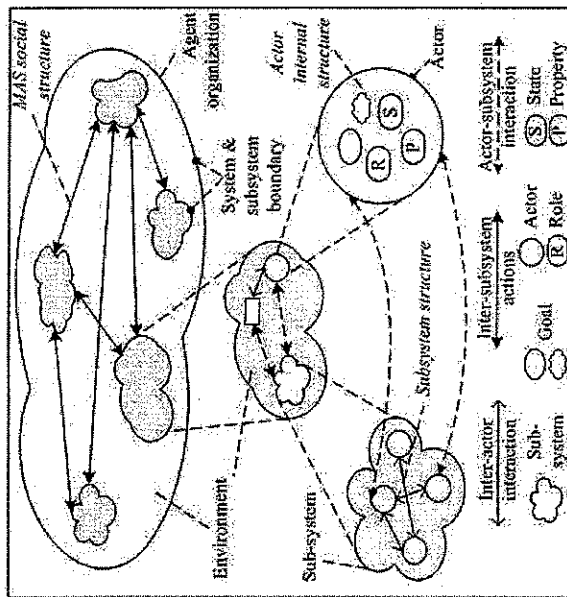 MAS social
structure
Agent
organization
System &
subsystem
boundary
Environment
Actor
Internal
structure
Actor
S
R
P
Sub-system
Subsystem structure
Inter-actor
interaction
Inter-subsystem
actions
Actor-subsystem
interaction
Sub-
system
Goal
Actor
R Role
S State
P Property